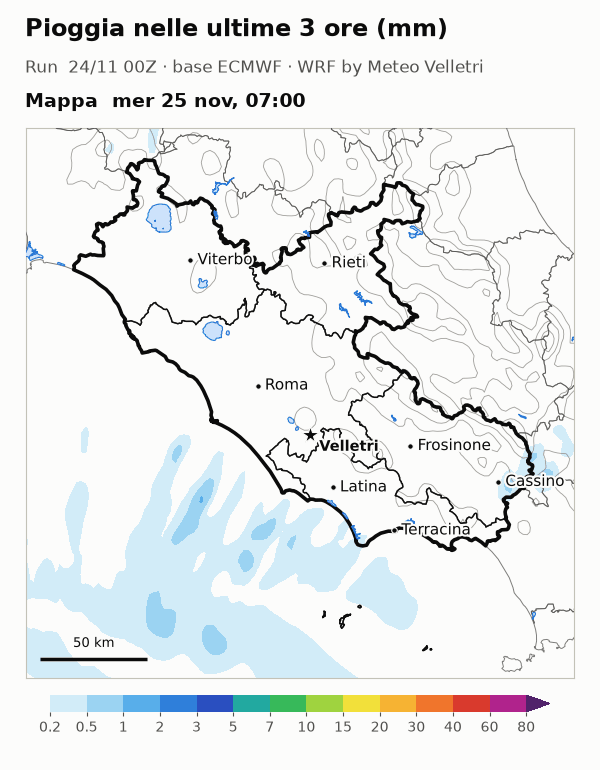 Pioggia nelle ultime 3 ore (mm)
Run  24/11 00Z · base ECMWF · WRF by Meteo Velletri
Mappa  mer 25 nov, 07:00
Viterbo
Rieti
Roma
Velletri
Frosinone
Cassino
Latina
Terracina
50 km
0.2 0.5 1 2 3 5 7 10 15 20 30 40 60 80